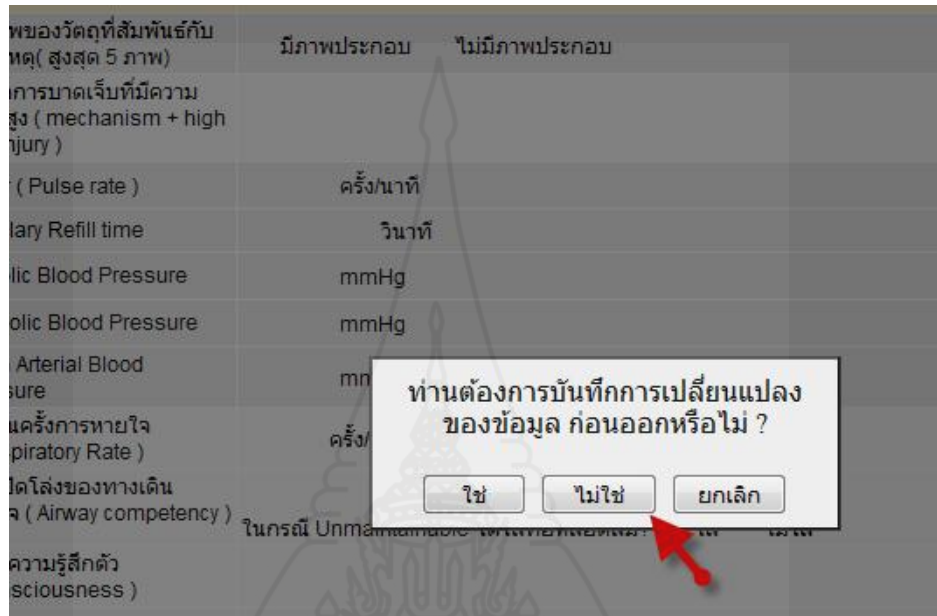 พของวัตถุที่สัมพันธ์กับ
หตุ( สูงสุด 5 ภาพ)
มีภาพประกอบ ไม่มีภาพประกอบ
การบาดเจ็บที่มีความ
สูง ( mechanism + high
njury )
( Pulse rate ) ครั้ง/นาที
llary Refill time วินาที
lic Blood Pressure mmHg
olic Blood Pressure mmHg
Arterial Blood
sure
ท่านต้องการบันทึกการเปลี่ยนแปลง
ของข้อมูล ก่อนออกหรือไม่ ?
นครั้งการหายใจ
piratory Rate ) ครั้ง/
ใช่ ไม่ใช่ ยกเลิก
ปิดโล่งของทางเดิน
จ ( Airway competency )
ในกรณี
ความรู้สึกตัว
sciousness )